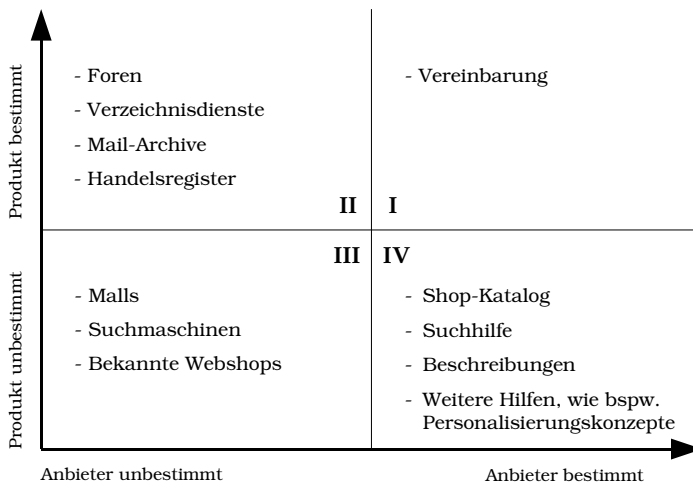 Produkt bestimmt
- Foren
- Verzeichnisdienste
- Mail-Archive
- Handelsregister
II
- Vereinbarung
I
Produkt unbestimmt
III
- Malls
- Suchmaschinen
- Bekannte Webshops
IV
- Shop-Katalog
- Suchhilfe
- Beschreibungen
- Weitere Hilfen, wie bspw.
Personalisierungskonzepte
Anbieter unbestimmt
Anbieter bestimmt